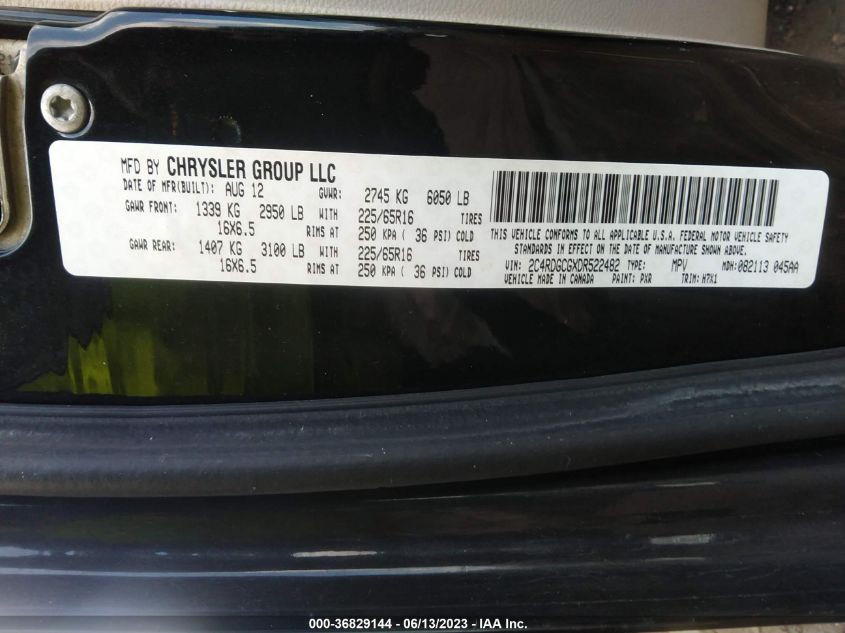 MFD BY CHRYSLER GROUP LLC
DATE OF MFR(BUILT): AUG 12 GVWR: 2745 KG 6050 LB
GAWR FRONT: 1339 KG 2950 LB WITH 225/65R16 TIRES
16X6.5 RIMS AT 250 KPA ( 36 PSI) COLD
GAWR REAR: 1407 KG 3100 LB WITH 225/65R16 TIRES
16X6.5 RIMS AT 250 KPA ( 36 PSI) COLD
THIS VEHICLE CONFORMS TO ALL APPLICABLE U.S.A. FEDERAL MOTOR VEHICLE SAFETY
STANDARDS IN EFFECT ON THE DATE OF MANUFACTURE SHOWN ABOVE.
VIN: 2C4RDGCGXDR522482 TYPE: MPV MDH:082113 045AA
VEHICLE MADE IN CANADA PAINT: PXR TRIM: H7X1
000-36829144 - 06/13/2023 - IAA Inc.